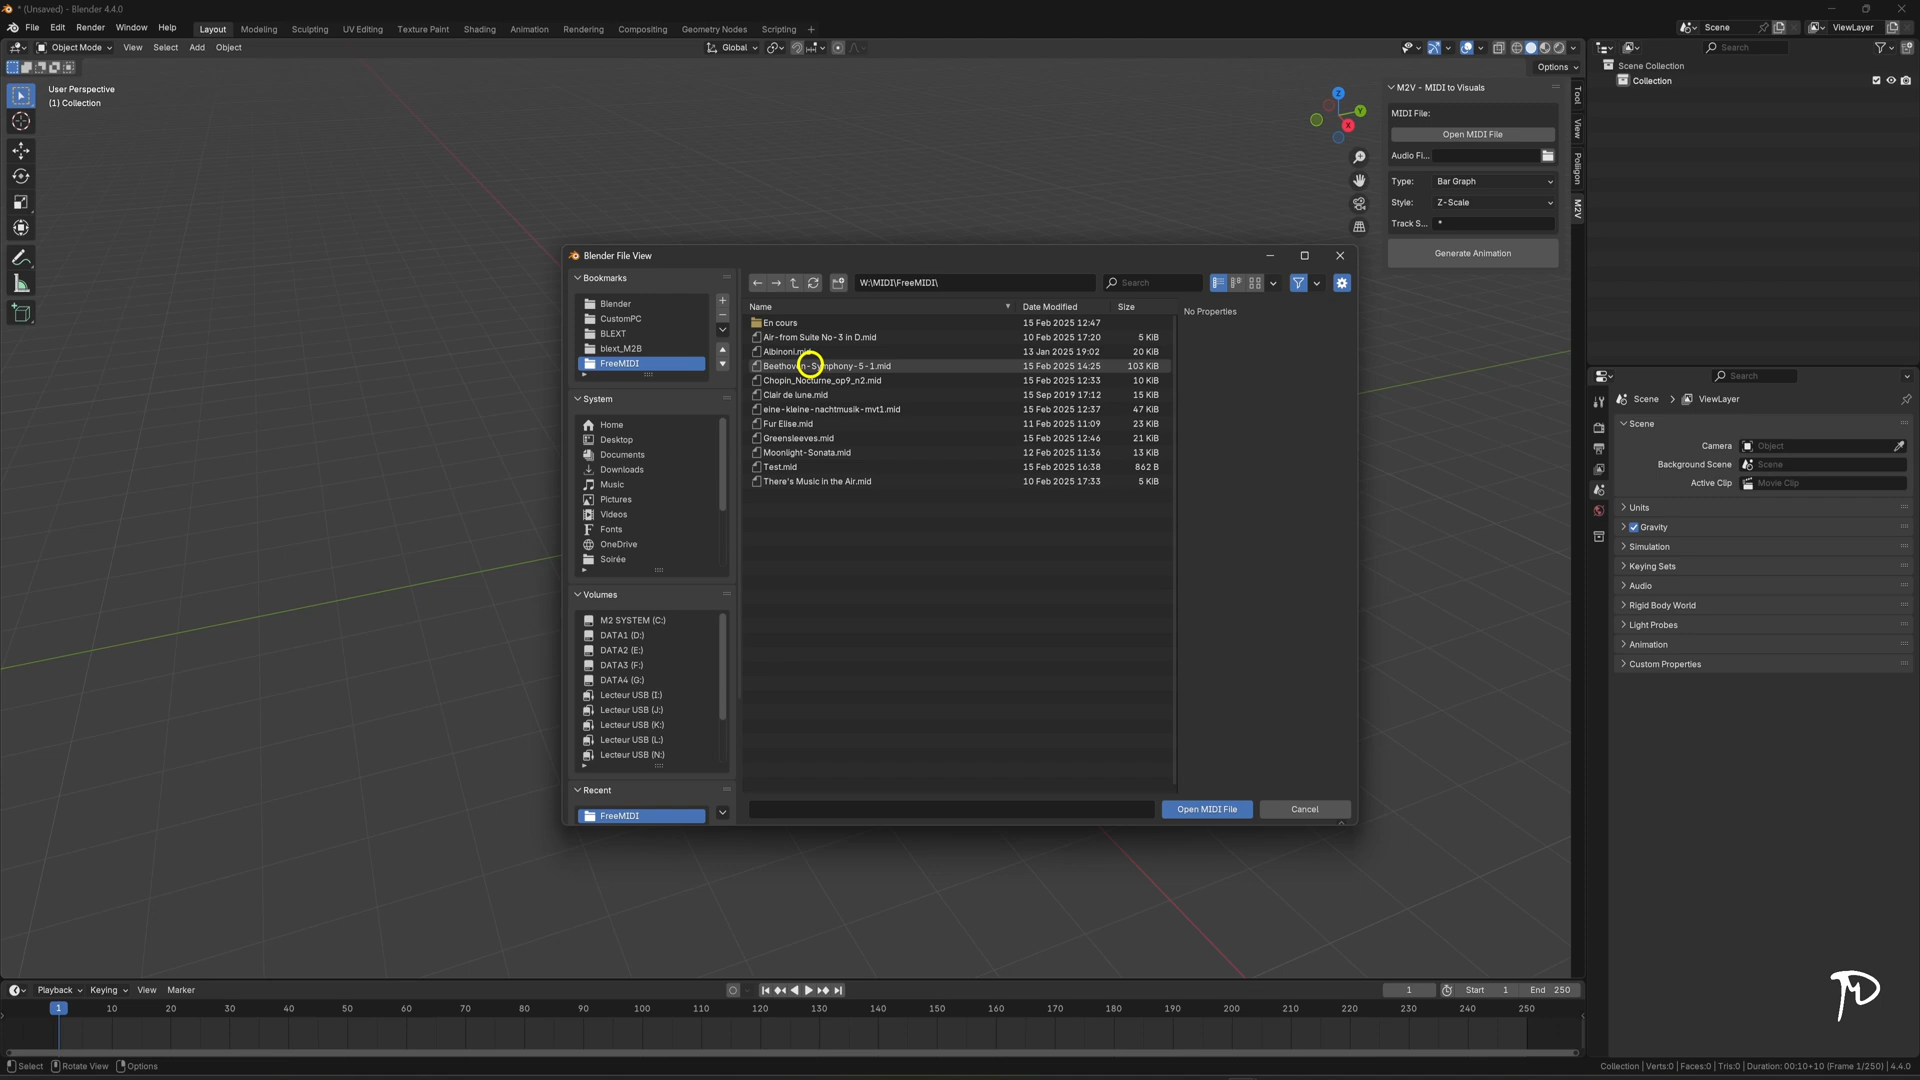 * (Unsaved) - Blender 4.4.0
File Edit Render Window Help Layout Modeling Sculpting UV Editing Texture Paint Shading Animation Rendering Compositing Geometry Nodes Scripting + Scene ViewLayer
Object Mode View Select Add Object Global Search
Options
User Perspective
(1) Collection
Z
Y
X
M2V - MIDI to Visuals
MIDI File:
Open MIDI File
Audio Fi...
Type: Bar Graph
Style: Z-Scale
Track S... *
Generate Animation
Tool
View
Poliigon
M2V
Scene Collection
Collection
Blender File View
Bookmarks
Blender
CustomPC
BLEXT
blext_M2B
FreeMIDI
System
Home
Desktop
Documents
Downloads
Music
Pictures
Videos
Fonts
OneDrive
Soirée
Volumes
M2 SYSTEM (C:)
DATA1 (D:)
DATA2 (E:)
DATA3 (F:)
DATA4 (G:)
Lecteur USB (I:)
Lecteur USB (J:)
Lecteur USB (K:)
Lecteur USB (L:)
Lecteur USB (N:)
Recent
FreeMIDI
W:\MIDI\FreeMIDI\ Search
Name Date Modified Size
En cours 15 Feb 2025 12:47
Air-from Suite No-3 in D.mid 10 Feb 2025 17:20 5 KiB
Albinoni.mid 13 Jan 2025 19:02 20 KiB
Beethoven-Symphony-5-1.mid 15 Feb 2025 14:25 103 KiB
Chopin_Nocturne_op9_n2.mid 15 Feb 2025 12:33 10 KiB
Clair de lune.mid 15 Sep 2019 17:12 15 KiB
eine-kleine-nachtmusik-mvt1.mid 15 Feb 2025 12:37 47 KiB
Fur Elise.mid 11 Feb 2025 11:09 23 KiB
Greensleeves.mid 15 Feb 2025 12:46 21 KiB
Moonlight-Sonata.mid 12 Feb 2025 11:36 13 KiB
Test.mid 15 Feb 2025 16:38 862 B
There's Music in the Air.mid 10 Feb 2025 17:33 5 KiB
No Properties
Open MIDI File Cancel
Search
Scene ViewLayer
Scene
Camera Object
Background Scene Scene
Active Clip Movie Clip
Units
Gravity
Simulation
Keying Sets
Audio
Rigid Body World
Light Probes
Animation
Custom Properties
Playback Keying View Marker 1 Start 1 End 250
1 10 20 30 40 50 60 70 80 90 100 110 120 130 140 150 160 170 180 190 200 210 220 230 240 250
Select Rotate View Options Collection | Verts:0 | Faces:0 | Tris:0 | Duration: 00:10+10 (Frame 1/250) | 4.4.0